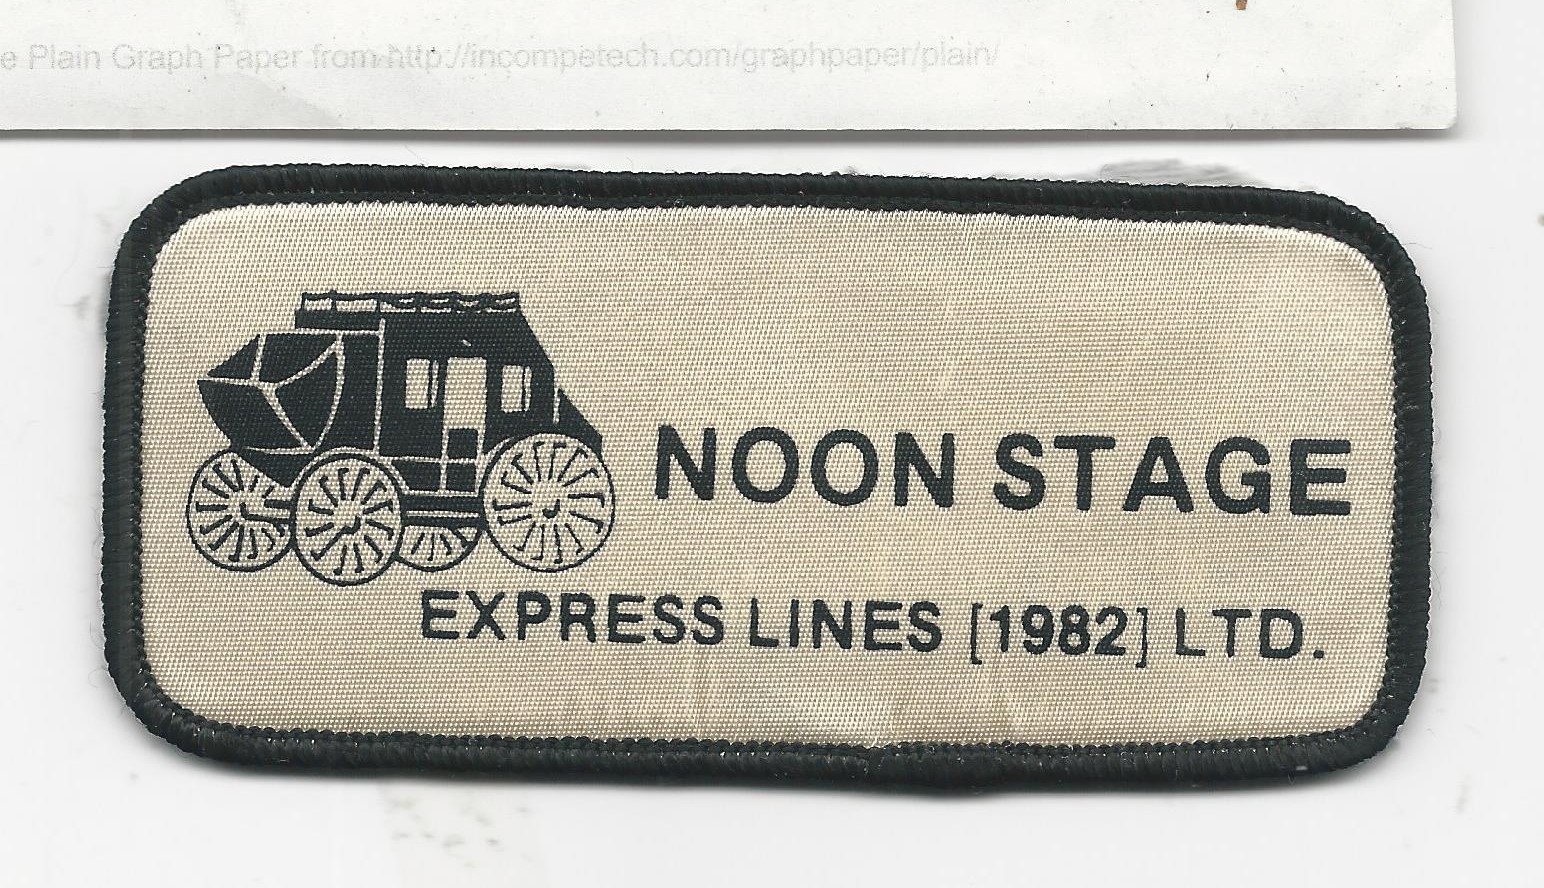 e Plain Graph Paper from http://incompetech.com/graphpaper/plain/
NOON STAGE
EXPRESS LINES [1982] LTD.